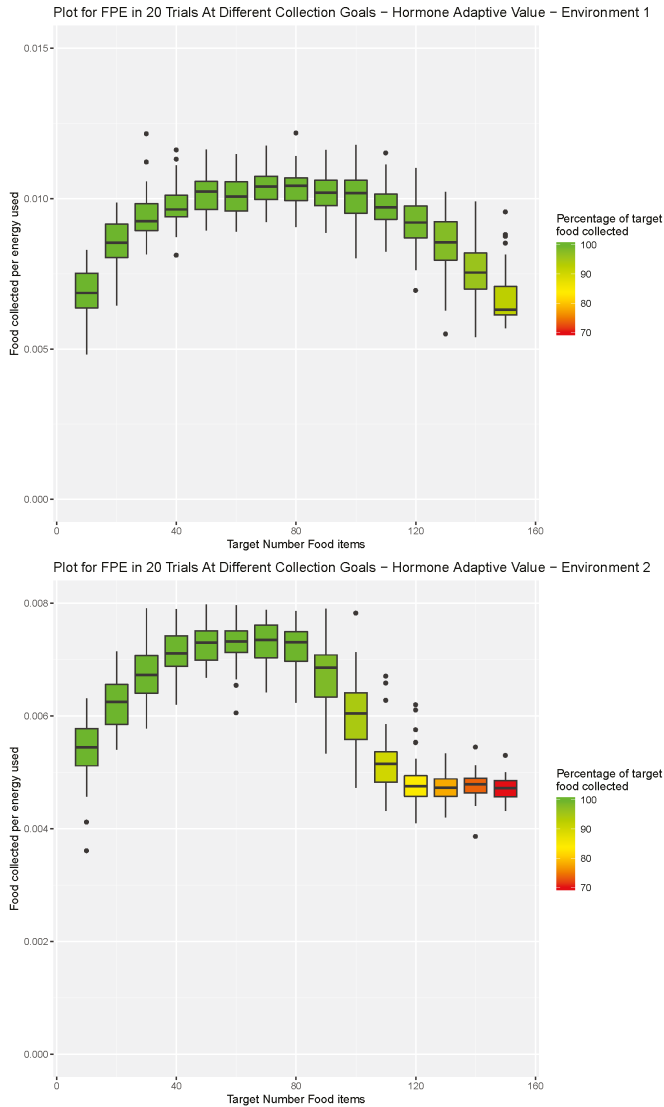 Plot for FPE in 20 Trials At Different Collection Goals − Hormone Adaptive Value − Environment 1
0.015
0.010
0.005
0.000
Food collected per energy used
0 40 80 120 160
Target Number Food items
Percentage of target
food collected
100
90
80
70
Plot for FPE in 20 Trials At Different Collection Goals − Hormone Adaptive Value − Environment 2
0.008
0.006
0.004
0.002
0.000
Food collected per energy used
0 40 80 120 160
Target Number Food items
Percentage of target
food collected
100
90
80
70